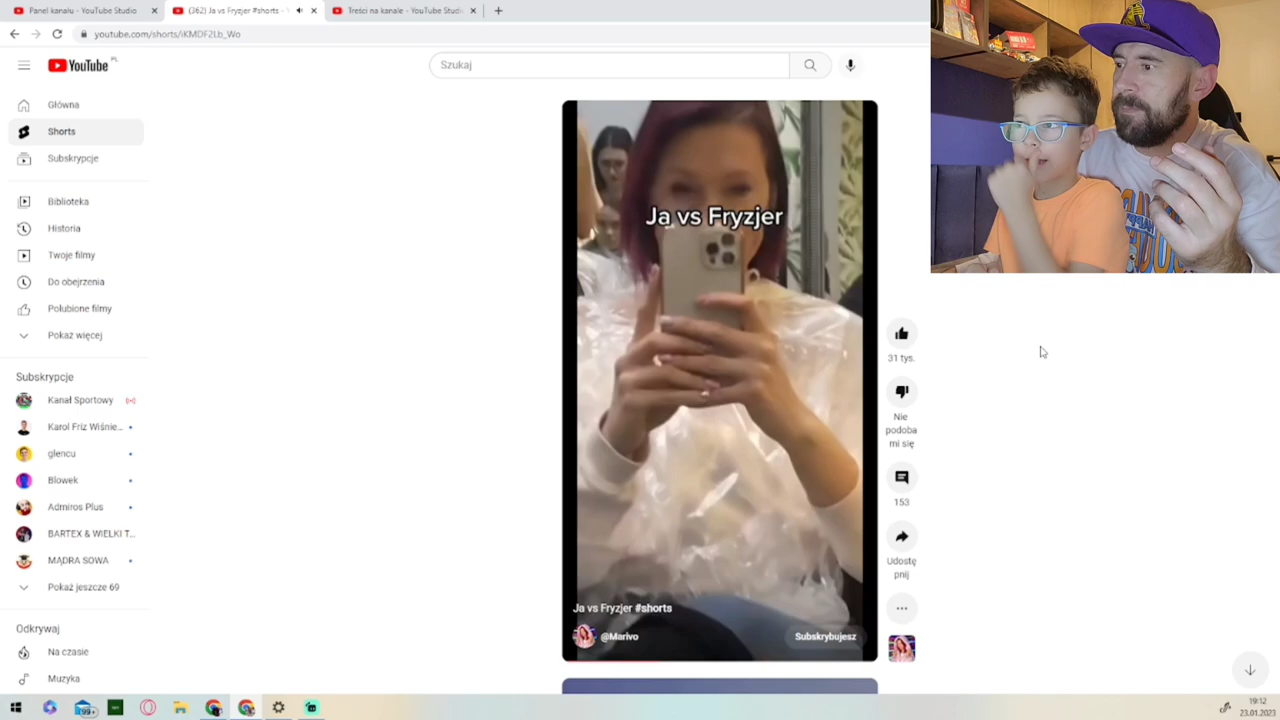 Panel kanału - YouTube Studio
(362) Ja vs Fryzjer #shorts -
Treści na kanale - YouTube Studio
youtube.com/shorts/iKMDF2Lb_Wo
YouTube PL
Szukaj
Główna
Shorts
Subskrypcje
Biblioteka
Historia
Twoje filmy
Do obejrzenia
Polubione filmy
Pokaż więcej
Subskrypcje
Kanał Sportowy
Karol Friz Wiśnie...
glencu
Blowek
Admiros Plus
BARTEX & WIELKI T...
MĄDRA SOWA
Pokaż jeszcze 69
Odkrywaj
Na czasie
Muzyka
Ja vs Fryzjer
Ja vs Fryzjer #shorts
@Marivo
Subskrybujesz
31 tys.
Nie
podoba
mi się
153
Udostę
pnij
99+
19:12
23.01.2023